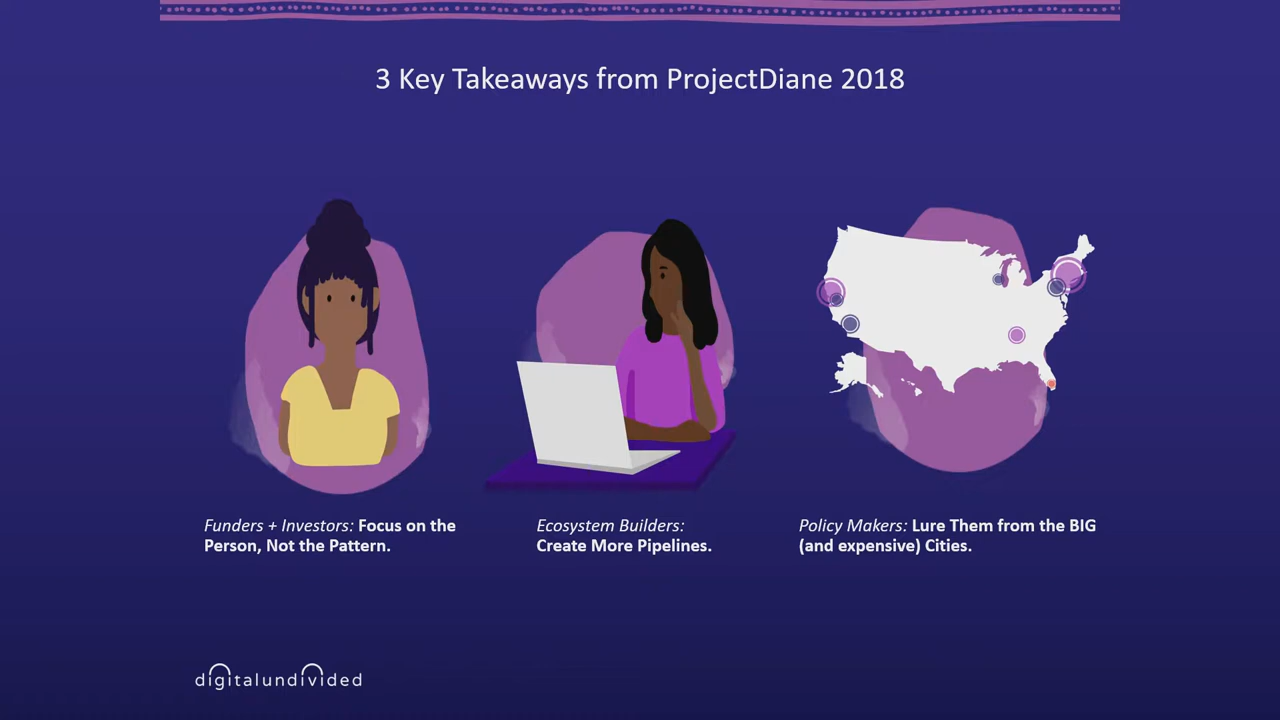 3 Key Takeaways from ProjectDiane 2018
Funders + Investors: Focus on the
Person, Not the Pattern.
Ecosystem Builders:
Create More Pipelines.
Policy Makers: Lure Them from the BIG
(and expensive) Cities.
digitalundivided